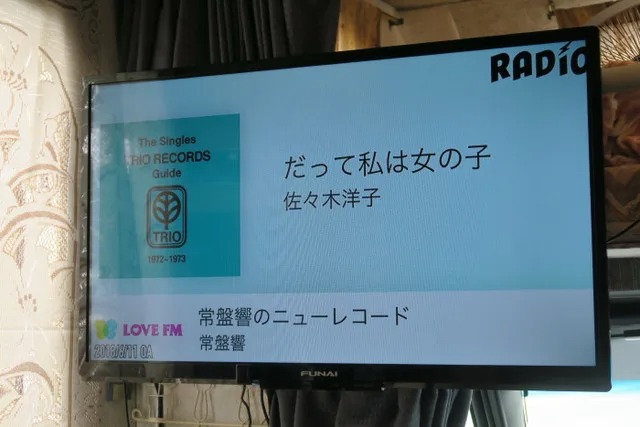 RADIO
The Singles
TRIO RECORDS
Guide
TRIO
1972-1973
だって私は女の子
佐々木洋子
LOVE FM
常盤響のニューレコード
常盤響
FUNAI